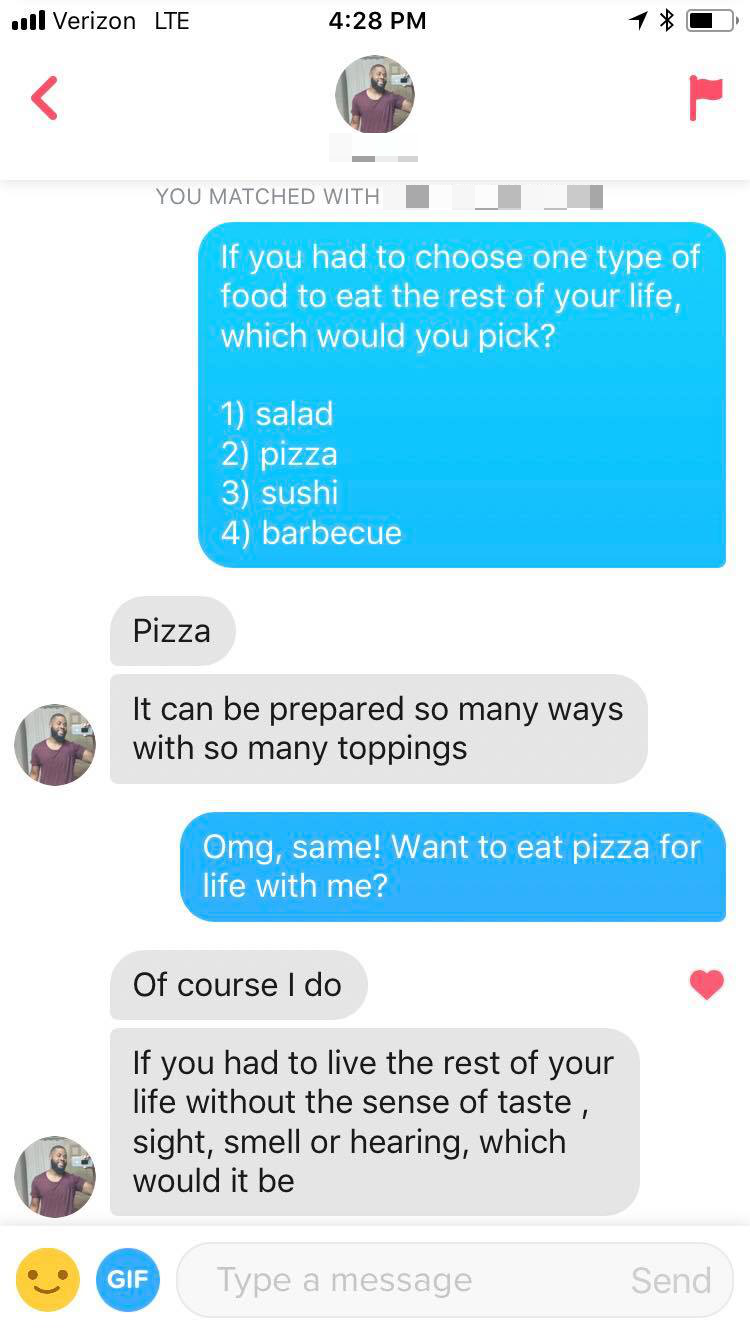 Verizon LTE 4:28 PM
YOU MATCHED WITH
If you had to choose one type of
food to eat the rest of your life,
which would you pick?
1) salad
2) pizza
3) sushi
4) barbecue
Pizza
It can be prepared so many ways
with so many toppings
Omg, same! Want to eat pizza for
life with me?
Of course I do
If you had to live the rest of your
life without the sense of taste ,
sight, smell or hearing, which
would it be
GIF Type a message Send